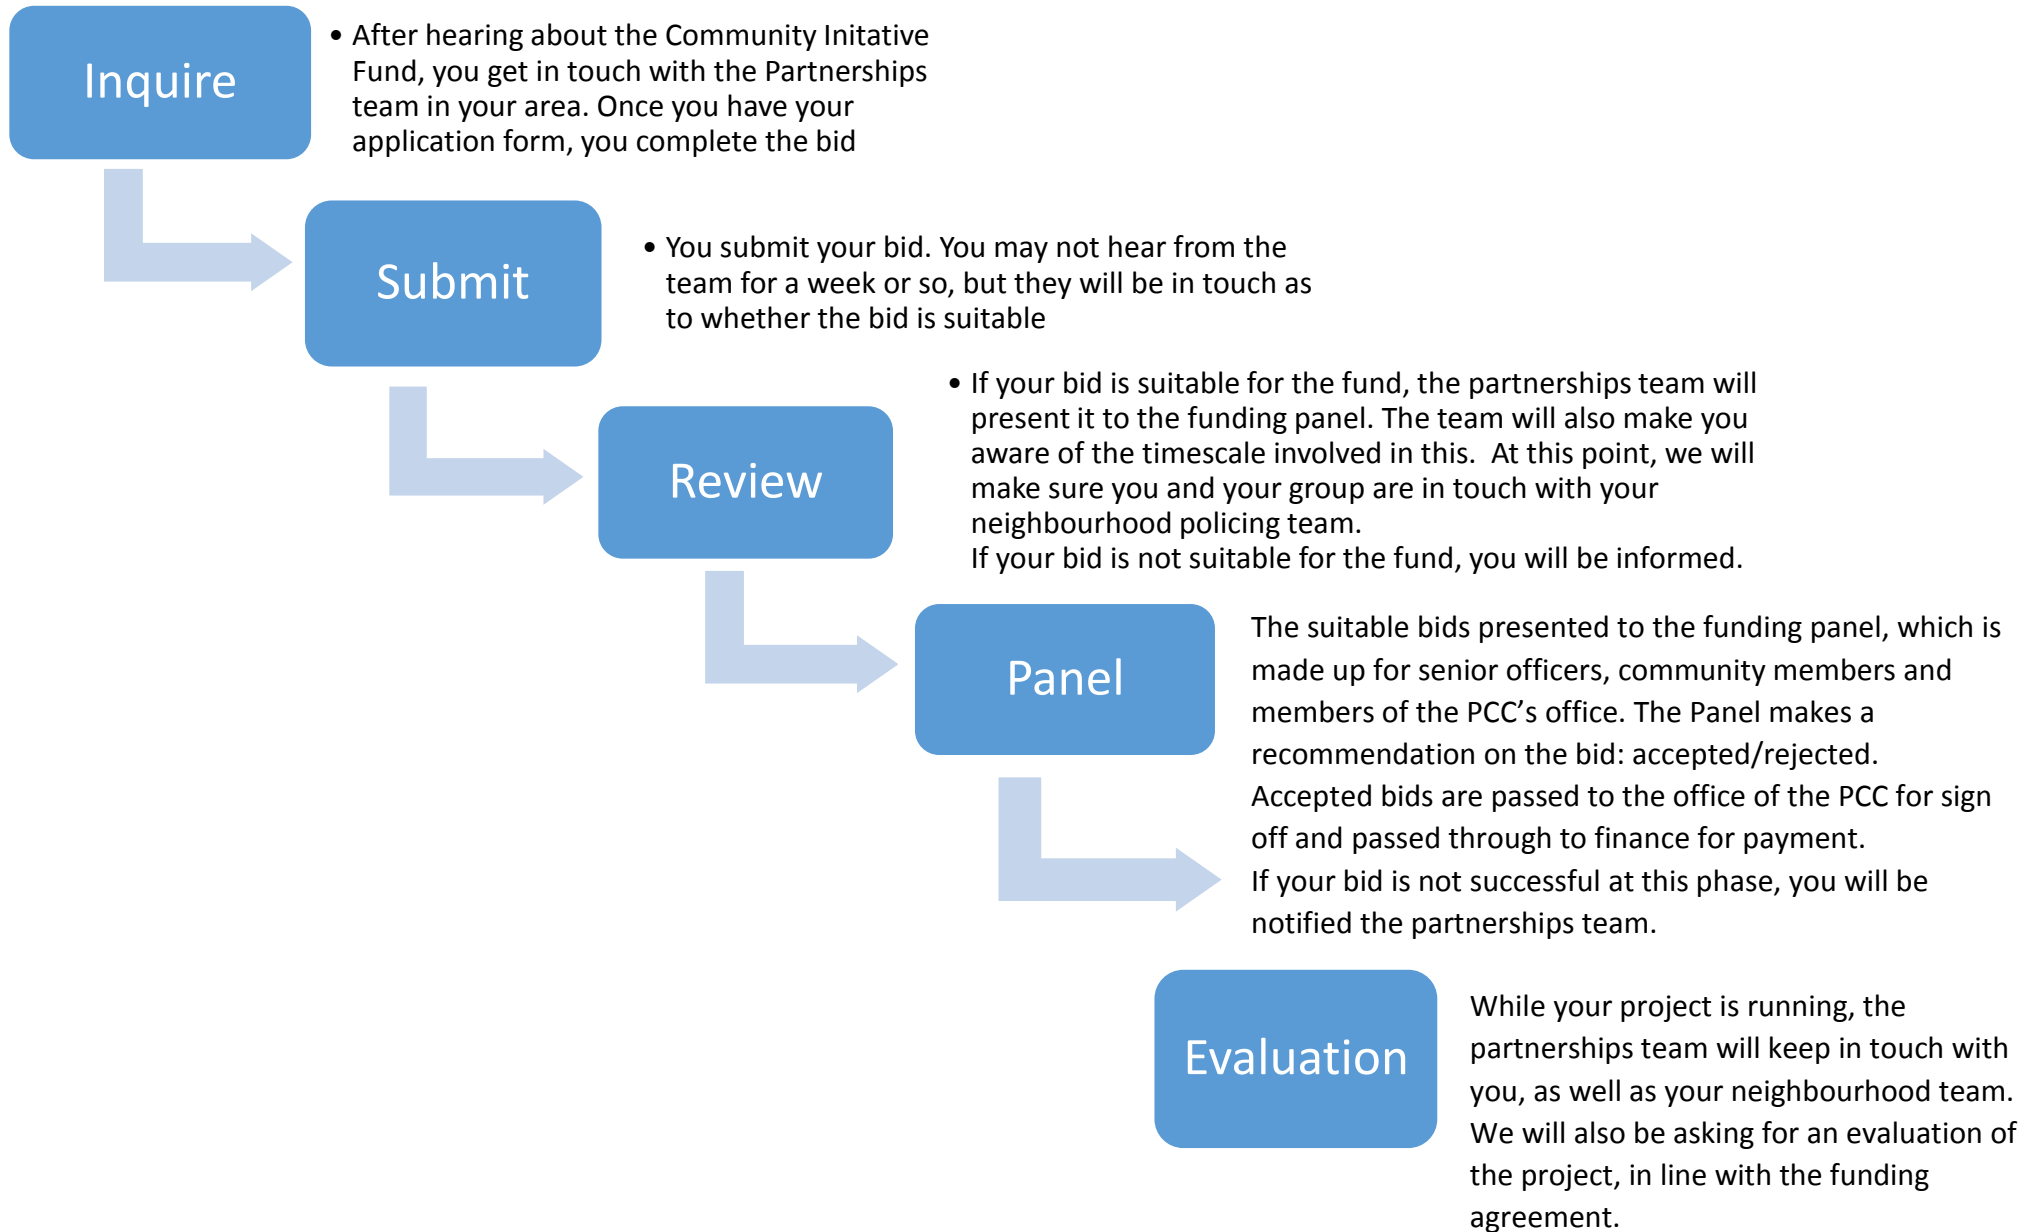 Inquire
• After hearing about the Community Initative
Fund, you get in touch with the Partnerships
team in your area. Once you have your
application form, you complete the bid
Submit
• You submit your bid. You may not hear from the
team for a week or so, but they will be in touch as
to whether the bid is suitable
Review
• If your bid is suitable for the fund, the partnerships team will
present it to the funding panel. The team will also make you
aware of the timescale involved in this.  At this point, we will
make sure you and your group are in touch with your
neighbourhood policing team.
If your bid is not suitable for the fund, you will be informed.
Panel
The suitable bids presented to the funding panel, which is
made up for senior officers, community members and
members of the PCC’s office. The Panel makes a
recommendation on the bid: accepted/rejected.
Accepted bids are passed to the office of the PCC for sign
off and passed through to finance for payment.
If your bid is not successful at this phase, you will be
notified the partnerships team.
Evaluation
While your project is running, the
partnerships team will keep in touch with
you, as well as your neighbourhood team.
We will also be asking for an evaluation of
the project, in line with the funding
agreement.